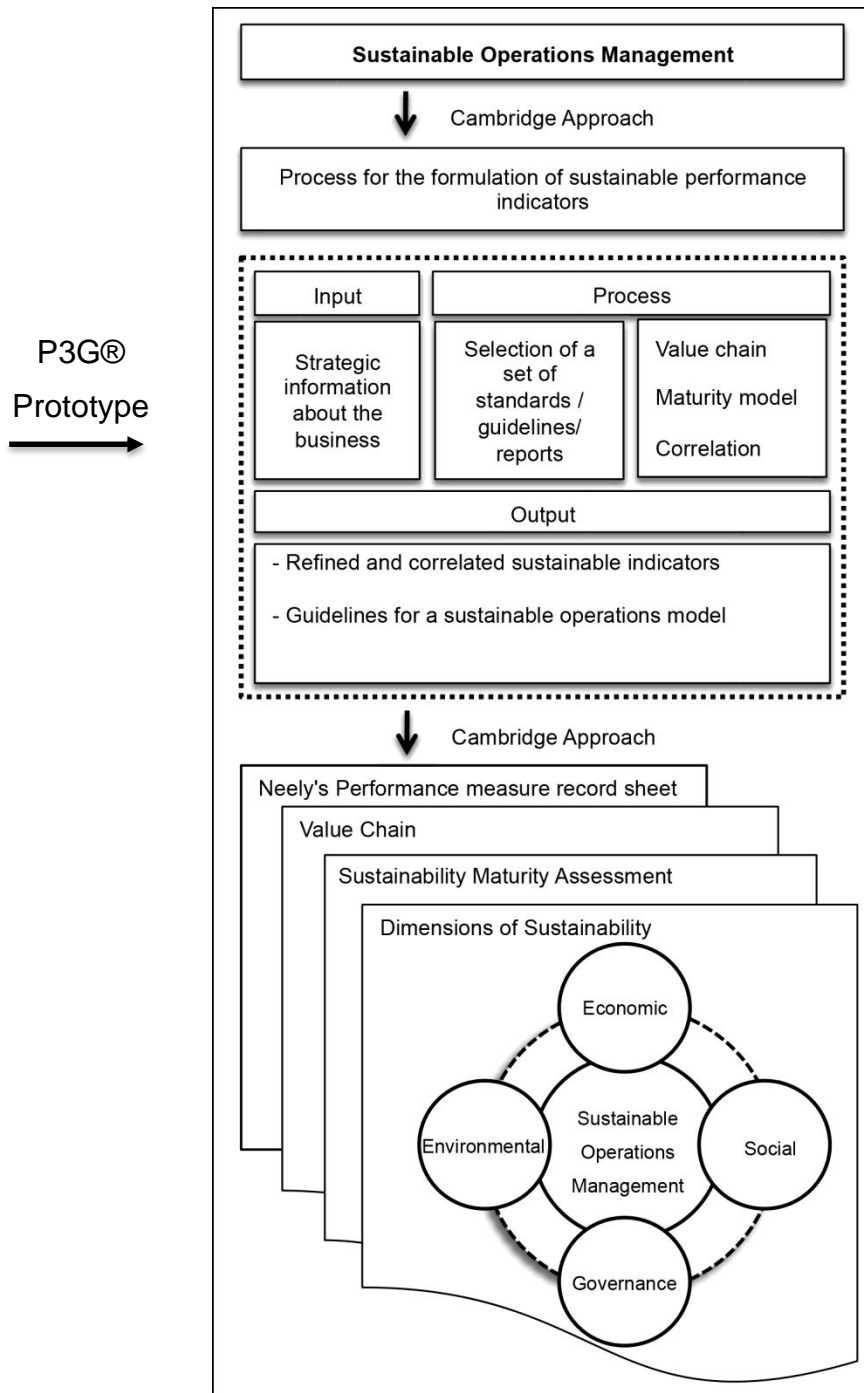 Sustainable Operations Management
Cambridge Approach
Process for the formulation of sustainable performance
indicators
P3G®
Prototype
Input
Process
Strategic
information
about the
business
Selection of a
set of
standards /
guidelines/
reports
Value chain
Maturity model
Correlation
Output
- Refined and correlated sustainable indicators
- Guidelines for a sustainable operations model
Cambridge Approach
Neely's Performance measure record sheet
Value Chain
Sustainability Maturity Assessment
Dimensions of Sustainability
Economic
Environmental
Sustainable
Operations
Management
Social
Governance